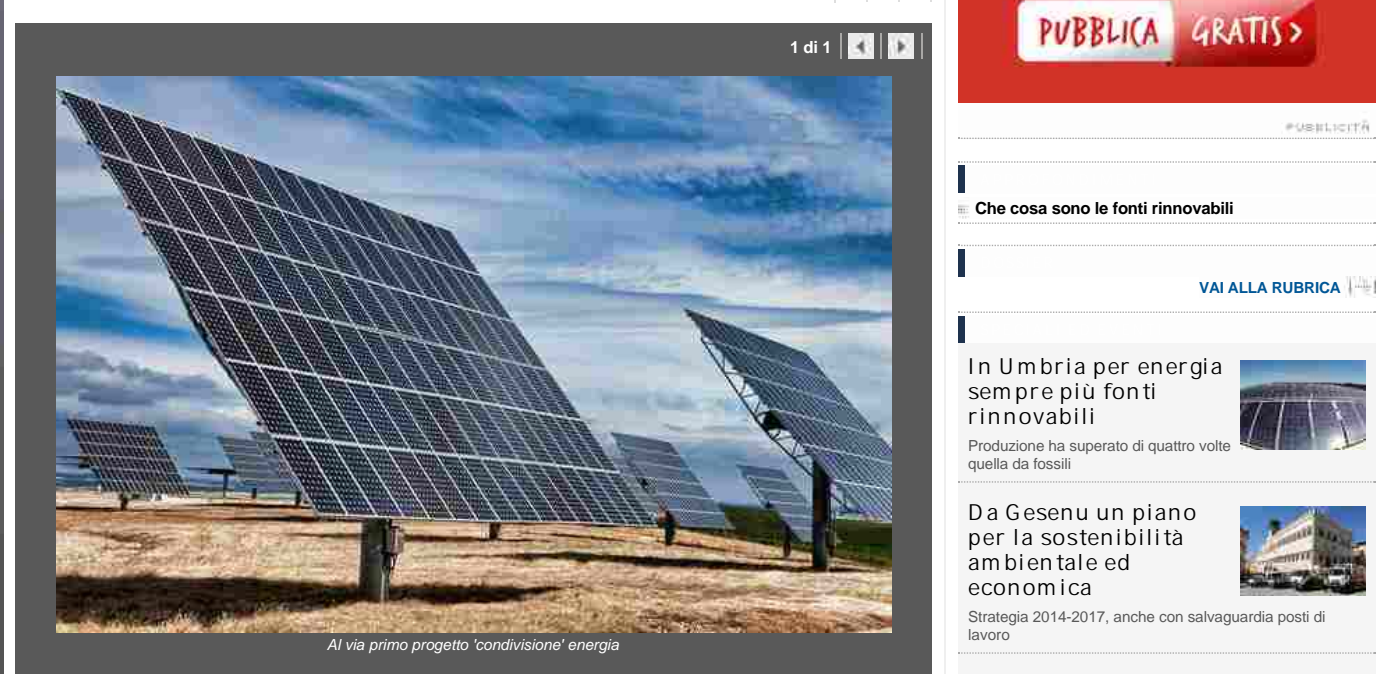 1 di 1
Al via primo progetto 'condivisione' energia
PUBBLICA GRATIS>
PUBBLICITÀ
Che cosa sono le fonti rinnovabili
VAI ALLA RUBRICA
In Umbria per energia
sempre più fonti
rinnovabili
Produzione ha superato di quattro volte
quella da fossili
Da Gesenu un piano
per la sostenibilità
ambientale ed
economica
Strategia 2014-2017, anche con salvaguardia posti di
lavoro